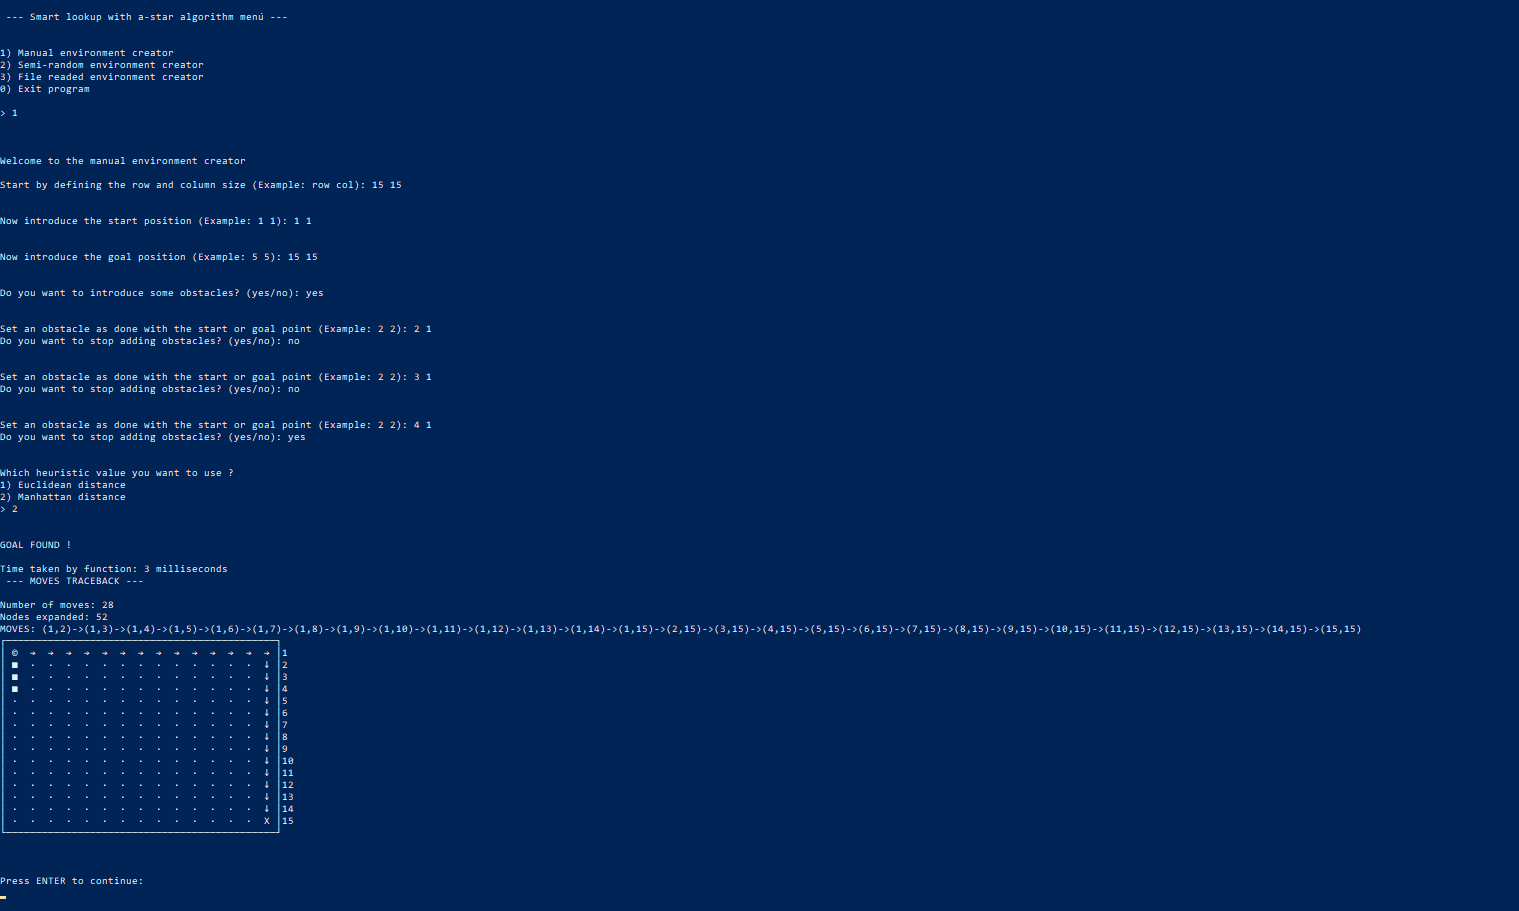 --- Smart lookup with a-star algorithm menú ---
1) Manual environment creator
2) Semi-random environment creator
3) File readed environment creator
0) Exit program
> 1
Welcome to the manual environment creator
Start by defining the row and column size (Example: row col): 15 15
Now introduce the start position (Example: 1 1): 1 1
Now introduce the goal position (Example: 5 5): 15 15
Do you want to introduce some obstacles? (yes/no): yes
Set an obstacle as done with the start or goal point (Example: 2 2): 2 1
Do you want to stop adding obstacles? (yes/no): no
Set an obstacle as done with the start or goal point (Example: 2 2): 3 1
Do you want to stop adding obstacles? (yes/no): no
Set an obstacle as done with the start or goal point (Example: 2 2): 4 1
Do you want to stop adding obstacles? (yes/no): yes
Which heuristic value you want to use ?
1) Euclidean distance
2) Manhattan distance
> 2
GOAL FOUND !
Time taken by function: 3 milliseconds
--- MOVES TRACEBACK ---
Number of moves: 28
Nodes expanded: 52
MOVES: (1,2)->(1,3)->(1,4)->(1,5)->(1,6)->(1,7)->(1,8)->(1,9)->(1,10)->(1,11)->(1,12)->(1,13)->(1,14)->(1,15)->(2,15)->(3,15)->(4,15)->(5,15)->(6,15)->(7,15)->(8,15)->(9,15)->(10,15)->(11,15)->(12,15)->(13,15)->(14,15)->(15,15)
© → → → → → → → → → → → → → → 1
■ · · · · · · · · · · · · · ↓ 2
■ · · · · · · · · · · · · · ↓ 3
■ · · · · · · · · · · · · · ↓ 4
· · · · · · · · · · · · · · ↓ 5
· · · · · · · · · · · · · · ↓ 6
· · · · · · · · · · · · · · ↓ 7
· · · · · · · · · · · · · · ↓ 8
· · · · · · · · · · · · · · ↓ 9
· · · · · · · · · · · · · · ↓ 10
· · · · · · · · · · · · · · ↓ 11
· · · · · · · · · · · · · · ↓ 12
· · · · · · · · · · · · · · ↓ 13
· · · · · · · · · · · · · · ↓ 14
· · · · · · · · · · · · · · X 15
Press ENTER to continue: